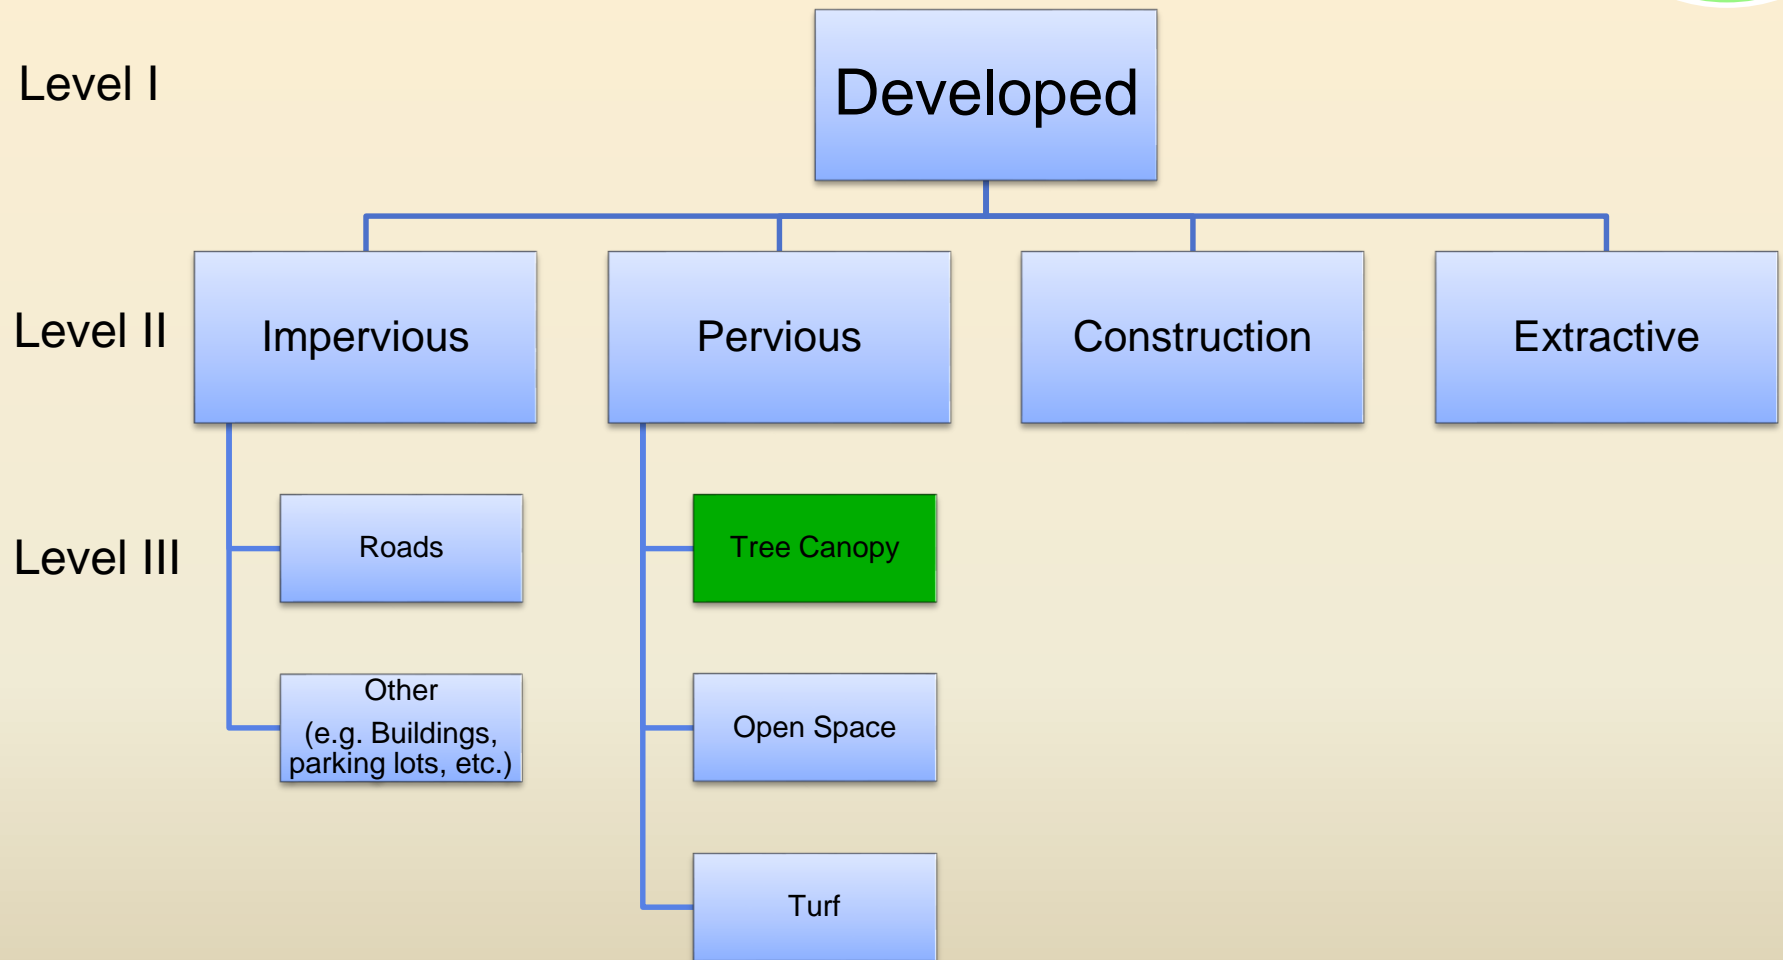 Level I
Developed
Level II
Impervious
Pervious
Construction
Extractive
Level III
Roads
Tree Canopy
Other
(e.g. Buildings,
parking lots, etc.)
Open Space
Turf